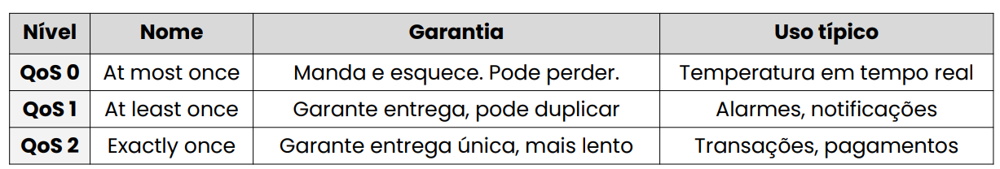 Nível Nome Garantia Uso típico
QoS 0 At most once Manda e esquece. Pode perder. Temperatura em tempo real
QoS 1 At least once Garante entrega, pode duplicar Alarmes, notificações
QoS 2 Exactly once Garante entrega única, mais lento Transações, pagamentos